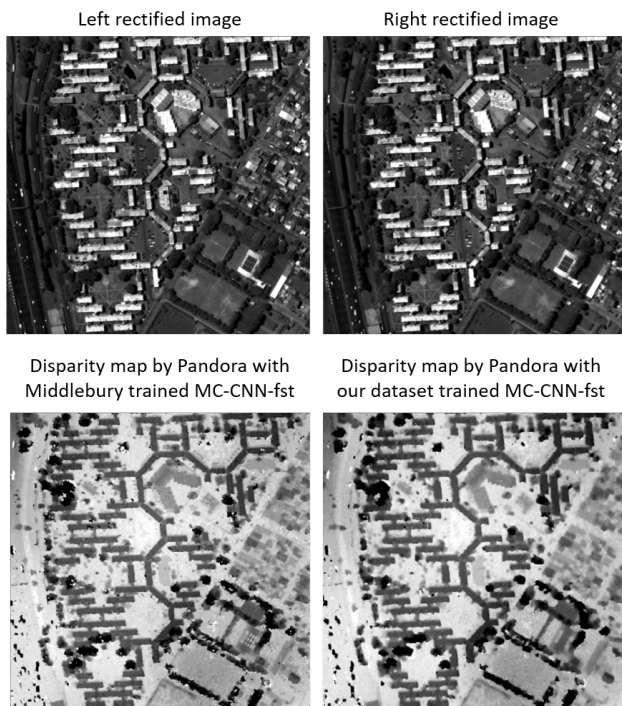 Left rectified image
Right rectified image
Disparity map by Pandora with
Middlebury trained MC-CNN-fst
Disparity map by Pandora with
our dataset trained MC-CNN-fst